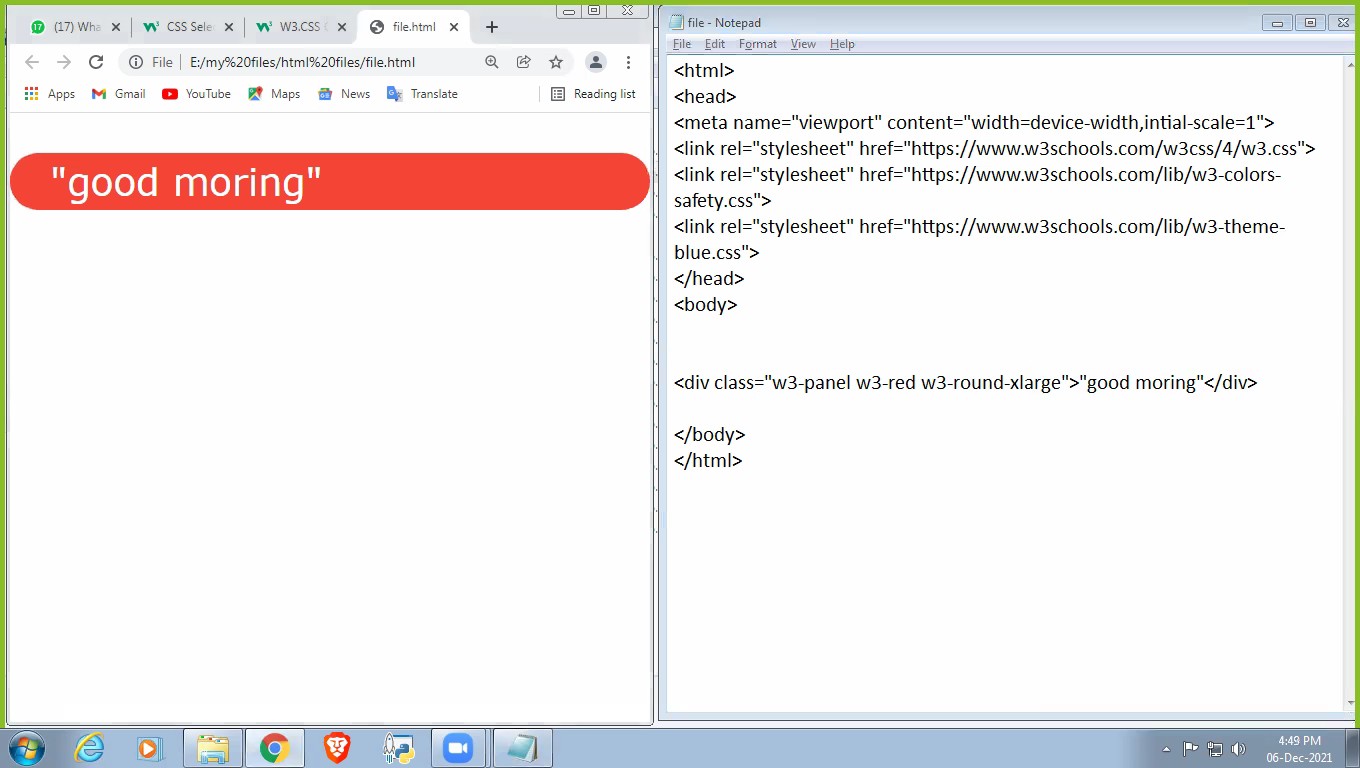 (17) Wha
CSS Sele
W3.CSS
file.html
File
E:/my%20files/html%20files/file.html
Apps
Gmail
YouTube
Maps
News
Translate
Reading list
"good moring"
file - Notepad
File Edit Format View Help
<html>
<head>
<meta name="viewport" content="width=device-width,intial-scale=1">
<link rel="stylesheet" href="https://www.w3schools.com/w3css/4/w3.css">
<link rel="stylesheet" href="https://www.w3schools.com/lib/w3-colors-
safety.css">
<link rel="stylesheet" href="https://www.w3schools.com/lib/w3-theme-
blue.css">
</head>
<body>
<div class="w3-panel w3-red w3-round-xlarge">"good moring"</div>
</body>
</html>
4:49 PM
06-Dec-2021